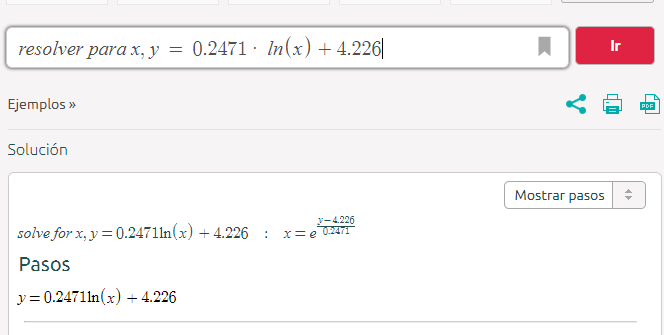 resolver para x, y = 0.2471 · ln(x) + 4.226
Ir
Ejemplos »
PDF
Solución
Mostrar pasos
solve for x, y = 0.2471ln(x) + 4.226 : x = e^((y−4.226)/0.2471)
Pasos
y = 0.2471ln(x) + 4.226